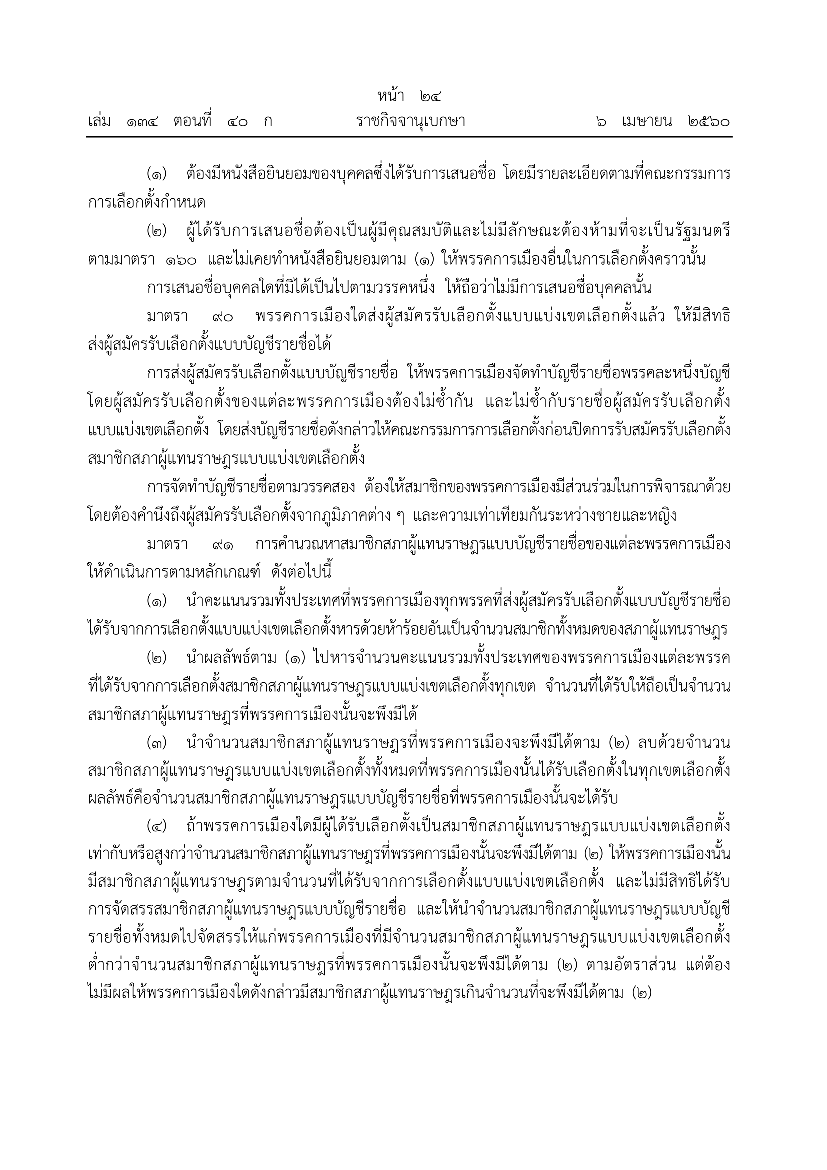 หน้า ๒๔
เล่ม ๑๓๔ ตอนที่ ๔๐ ก ราชกิจจานุเบกษา ๖ เมษายน ๒๕๖๐
(๑) ต้องมีหนังสือยินยอมของบุคคลซึ่งได้รับการเสนอชื่อ โดยมีรายละเอียดตามที่คณะกรรมการ
การเลือกตั้งกำหนด
(๒) ผู้ได้รับการเสนอชื่อต้องเป็นผู้มีคุณสมบัติและไม่มีลักษณะต้องห้ามที่จะเป็นรัฐมนตรี
ตามมาตรา ๑๖๐ และไม่เคยทำหนังสือยินยอมตาม (๑) ให้พรรคการเมืองอื่นในการเลือกตั้งคราวนั้น
การเสนอชื่อบุคคลใดที่มิได้เป็นไปตามวรรคหนึ่ง ให้ถือว่าไม่มีการเสนอชื่อบุคคลนั้น
มาตรา ๙๐ พรรคการเมืองใดส่งผู้สมัครรับเลือกตั้งแบบแบ่งเขตเลือกตั้งแล้ว ให้มีสิทธิ
ส่งผู้สมัครรับเลือกตั้งแบบบัญชีรายชื่อได้
การส่งผู้สมัครรับเลือกตั้งแบบบัญชีรายชื่อ ให้พรรคการเมืองจัดทำบัญชีรายชื่อพรรคละหนึ่งบัญชี
โดยผู้สมัครรับเลือกตั้งของแต่ละพรรคการเมืองต้องไม่ซ้ำกัน และไม่ซ้ำกับรายชื่อผู้สมัครรับเลือกตั้ง
แบบแบ่งเขตเลือกตั้ง โดยส่งบัญชีรายชื่อดังกล่าวให้คณะกรรมการการเลือกตั้งก่อนปิดการรับสมัครรับเลือกตั้ง
สมาชิกสภาผู้แทนราษฎรแบบแบ่งเขตเลือกตั้ง
การจัดทำบัญชีรายชื่อตามวรรคสอง ต้องให้สมาชิกของพรรคการเมืองมีส่วนร่วมในการพิจารณาด้วย
โดยต้องคำนึงถึงผู้สมัครรับเลือกตั้งจากภูมิภาคต่าง ๆ และความเท่าเทียมกันระหว่างชายและหญิง
มาตรา ๙๑ การคำนวณหาสมาชิกสภาผู้แทนราษฎรแบบบัญชีรายชื่อของแต่ละพรรคการเมือง
ให้ดำเนินการตามหลักเกณฑ์ ดังต่อไปนี้
(๑) นำคะแนนรวมทั้งประเทศที่พรรคการเมืองทุกพรรคที่ส่งผู้สมัครรับเลือกตั้งแบบบัญชีรายชื่อ
ได้รับจากการเลือกตั้งแบบแบ่งเขตเลือกตั้งหารด้วยห้าร้อยอันเป็นจำนวนสมาชิกทั้งหมดของสภาผู้แทนราษฎร
(๒) นำผลลัพธ์ตาม (๑) ไปหารจำนวนคะแนนรวมทั้งประเทศของพรรคการเมืองแต่ละพรรค
ที่ได้รับจากการเลือกตั้งสมาชิกสภาผู้แทนราษฎรแบบแบ่งเขตเลือกตั้งทุกเขต จำนวนที่ได้รับให้ถือเป็นจำนวน
สมาชิกสภาผู้แทนราษฎรที่พรรคการเมืองนั้นจะพึงมีได้
(๓) นำจำนวนสมาชิกสภาผู้แทนราษฎรที่พรรคการเมืองจะพึงมีได้ตาม (๒) ลบด้วยจำนวน
สมาชิกสภาผู้แทนราษฎรแบบแบ่งเขตเลือกตั้งทั้งหมดที่พรรคการเมืองนั้นได้รับเลือกตั้งในทุกเขตเลือกตั้ง
ผลลัพธ์คือจำนวนสมาชิกสภาผู้แทนราษฎรแบบบัญชีรายชื่อที่พรรคการเมืองนั้นจะได้รับ
(๔) ถ้าพรรคการเมืองใดมีผู้ได้รับเลือกตั้งเป็นสมาชิกสภาผู้แทนราษฎรแบบแบ่งเขตเลือกตั้ง
เท่ากับหรือสูงกว่าจำนวนสมาชิกสภาผู้แทนราษฎรที่พรรคการเมืองนั้นจะพึงมีได้ตาม (๒) ให้พรรคการเมืองนั้น
มีสมาชิกสภาผู้แทนราษฎรตามจำนวนที่ได้รับจากการเลือกตั้งแบบแบ่งเขตเลือกตั้ง และไม่มีสิทธิได้รับ
การจัดสรรสมาชิกสภาผู้แทนราษฎรแบบบัญชีรายชื่อ และให้นำจำนวนสมาชิกสภาผู้แทนราษฎรแบบบัญชี
รายชื่อทั้งหมดไปจัดสรรให้แก่พรรคการเมืองที่มีจำนวนสมาชิกสภาผู้แทนราษฎรแบบแบ่งเขตเลือกตั้ง
ต่ำกว่าจำนวนสมาชิกสภาผู้แทนราษฎรที่พรรคการเมืองนั้นจะพึงมีได้ตาม (๒) ตามอัตราส่วน แต่ต้อง
ไม่มีผลให้พรรคการเมืองใดดังกล่าวมีสมาชิกสภาผู้แทนราษฎรเกินจำนวนที่จะพึงมีได้ตาม (๒)